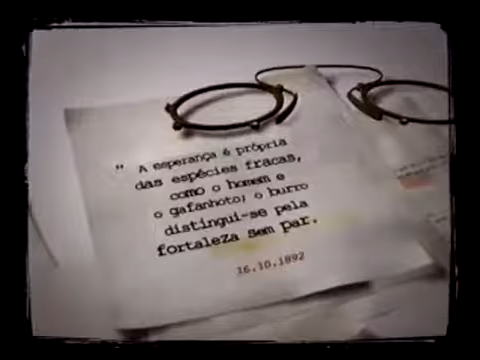 " A esperança é própria
das espécies fracas,
como o homem e
o gafanhoto; o burro
distingui-se pela
fortaleza sem par.
16.10.1892